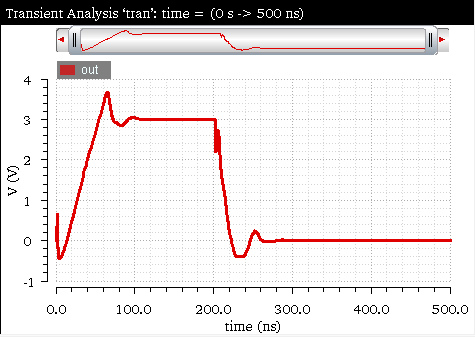 Transient Analysis ‘tran’: time = (0 s -> 500 ns)
out
4
3
2
1
0
-1
V (V)
0.0 100.0 200.0 300.0 400.0 500.0
time (ns)